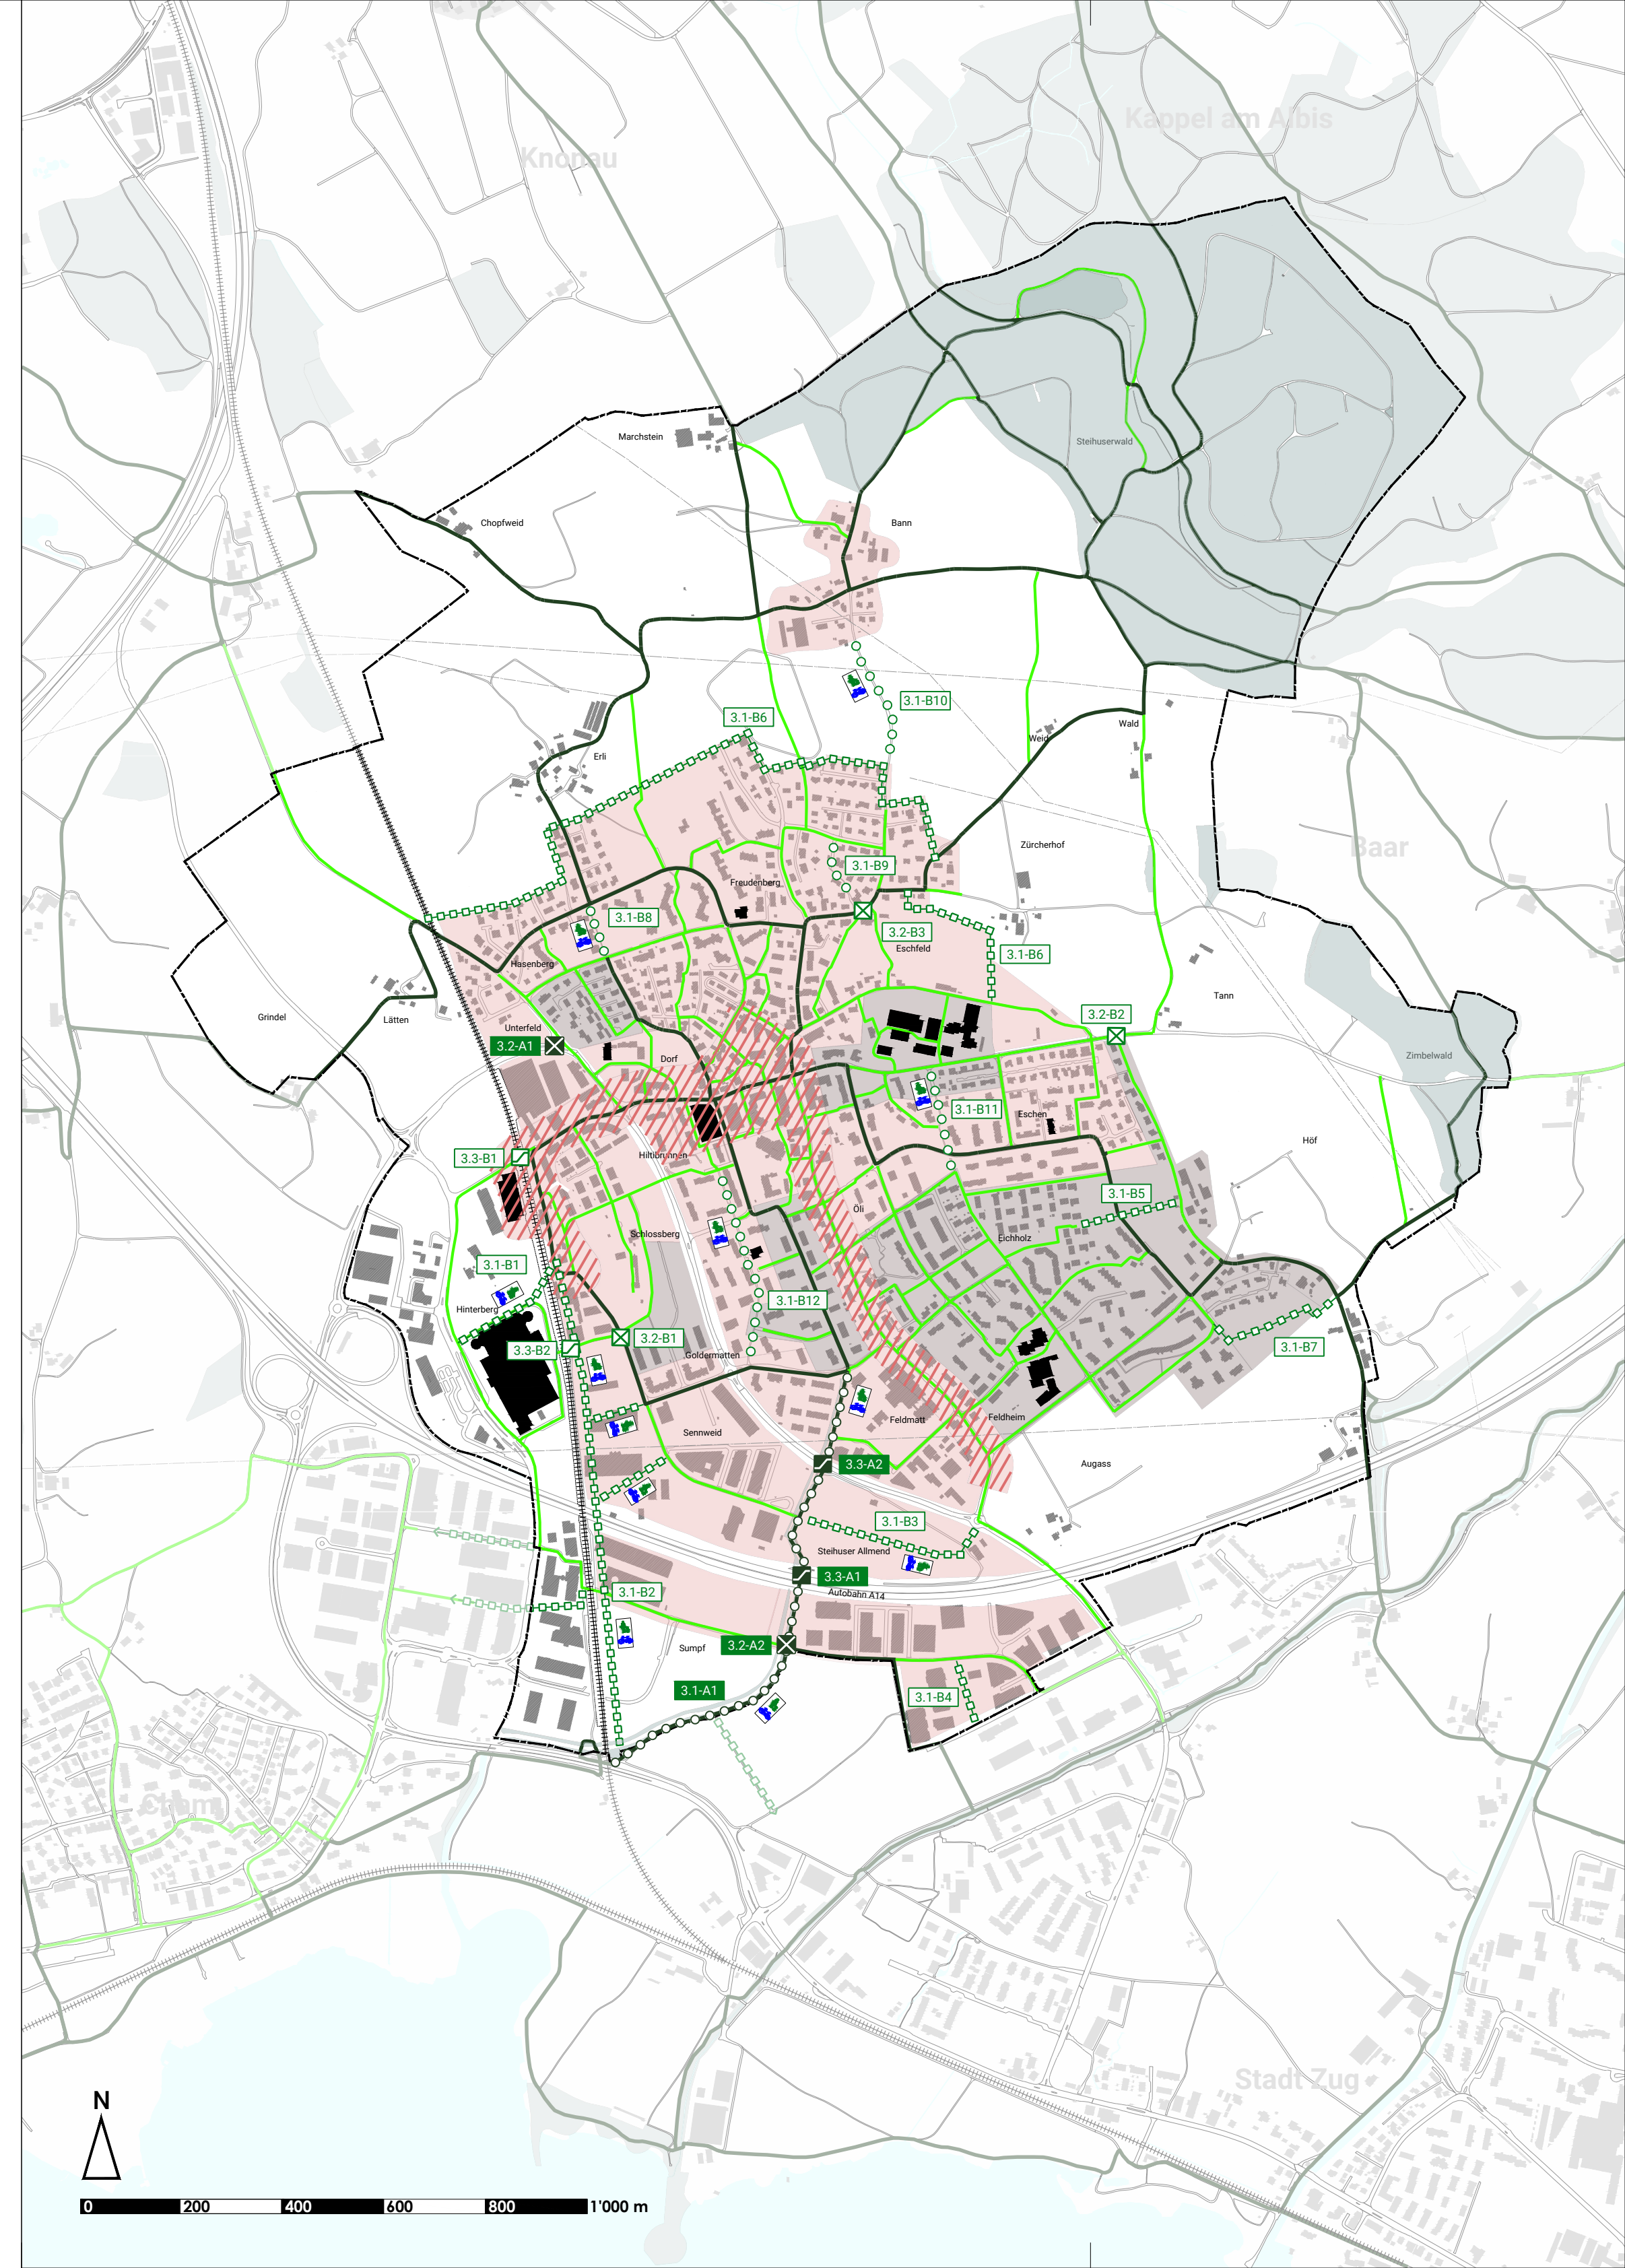 Kappel am Albis
Knonau
Marchstein
Steihuserwald
Chopfweid
Bann
3.1-B10
3.1-B6
Wald
Weid
Erli
Zürcherhof
Baar
3.1-B9
Freudenberg
3.1-B8
3.2-B3
Eschfeld
3.1-B6
Hasenberg
Tann
3.2-B2
Grindel
Lätten
Unterfeld
3.2-A1
Dorf
Zimbelwald
3.1-B11
Eschen
Höf
3.3-B1
Hiltibrunnen
3.1-B5
Öli
Schlossberg
Eichholz
3.1-B1
3.1-B12
Hinterberg
3.2-B1
3.3-B2
Goldermatten
3.1-B7
Feldmatt
Feldheim
Sennweid
3.3-A2
Augass
3.1-B3
Steihuser Allmend
3.3-A1
3.1-B2
Autobahn A14
3.2-A2
Sumpf
3.1-A1
3.1-B4
Cham
Stadt Zug
N
0 200 400 600 800 1'000 m